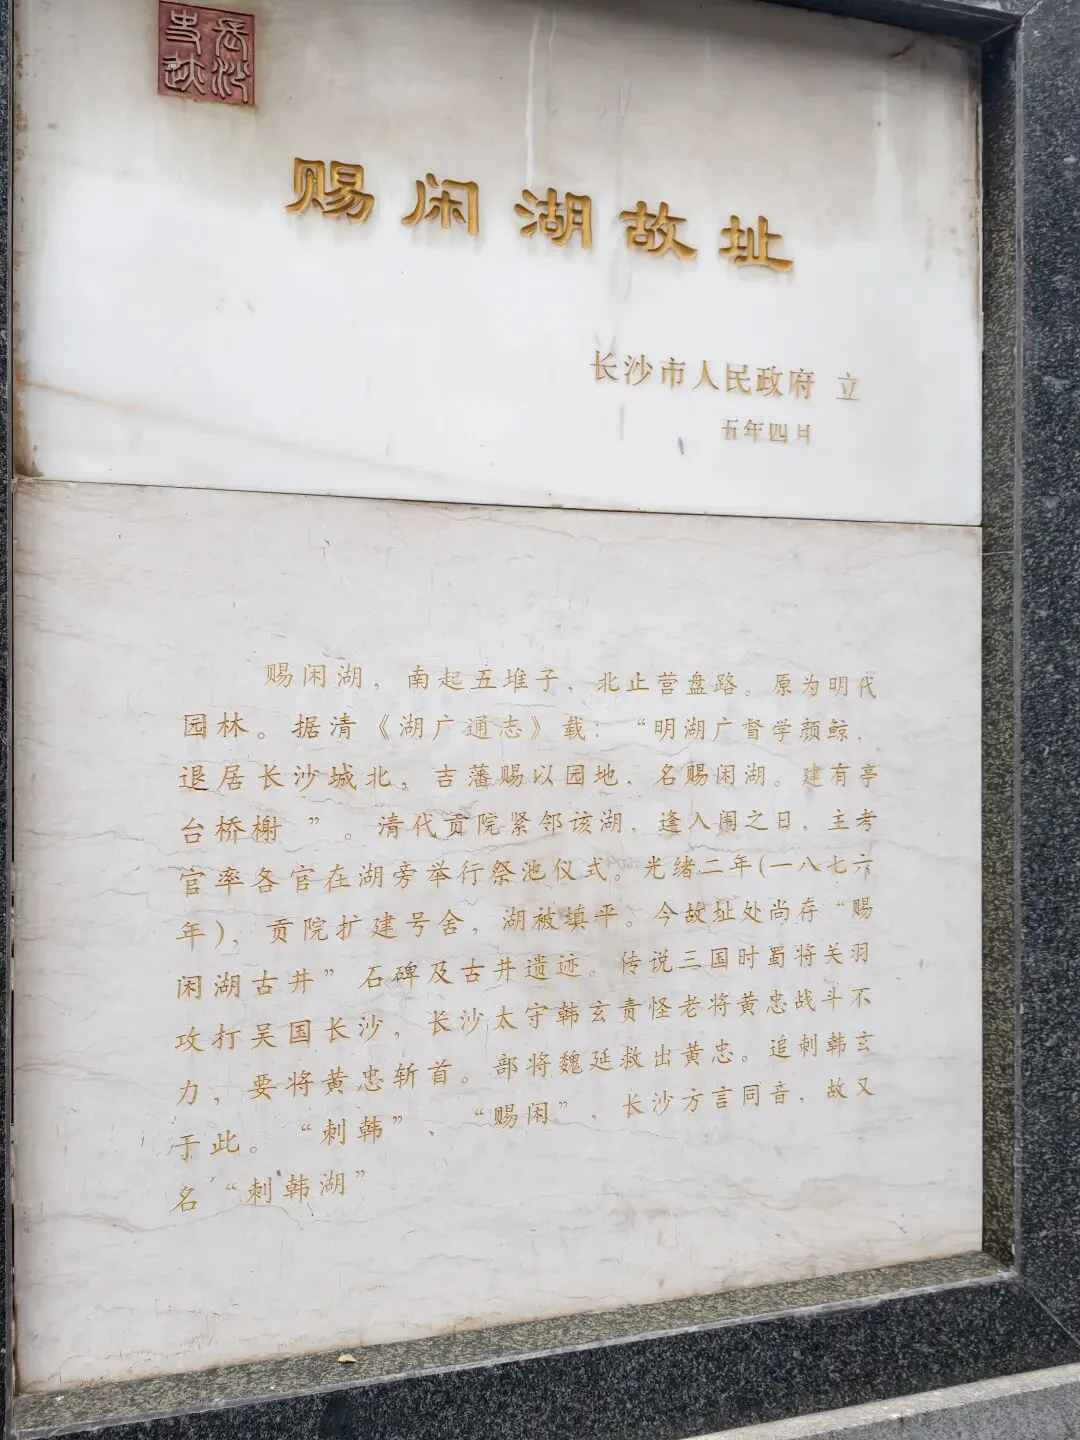 长沙
史迹
赐闲湖故址
长沙市人民政府 立
五年四月
赐闲湖，南起五堆子，北止营盘路。原为明代
园林。据清《湖广通志》载：“明湖广督学颜鲸，
退居长沙城北，吉藩赐以园地，名赐闲湖。建有亭
台桥榭 ”。清代贡院紧邻该湖，逢入闱之日，主考
官率各官在湖旁举行祭池仪式。光绪二年(一八七六
年)，贡院扩建号舍，湖被填平。今故址处尚存“赐
闲湖古井”石碑及古井遗迹。传说三国时蜀将关羽
攻打吴国长沙，长沙太守韩玄责怪老将黄忠战斗不
力，要将黄忠斩首。部将魏延救出黄忠。追刺韩玄
于此。“刺韩”、“赐闲”，长沙方言同音，故又
名“刺韩湖”